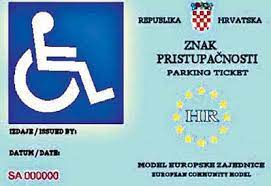 REPUBLIKA HRVATSKA
ZNAK
PRISTUPAČNOSTI
PARKING TICKET
HR
IZDAJE / ISSUED BY:
DATUM / DATE:
SA 000000
MODEL EUROPSKE ZAJEDNICE
EUROPEAN COMMUNITY MODEL